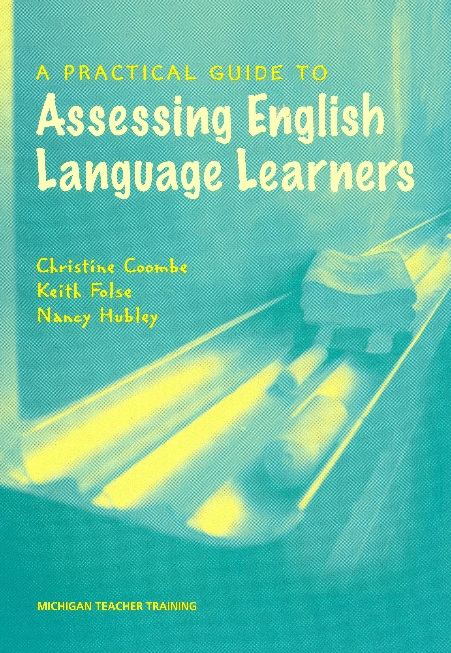 A PRACTICAL GUIDE TO
Assessing English
Language Learners
Christine Coombe
Keith Folse
Nancy Hubley
MICHIGAN TEACHER TRAINING